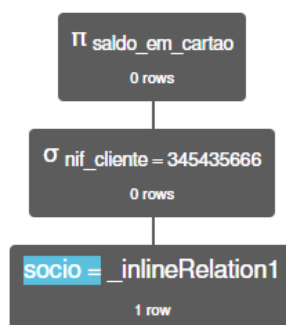 π saldo_em_cartao
0 rows
σ nif_cliente = 345435666
0 rows
socio = _inlineRelation1
1 row